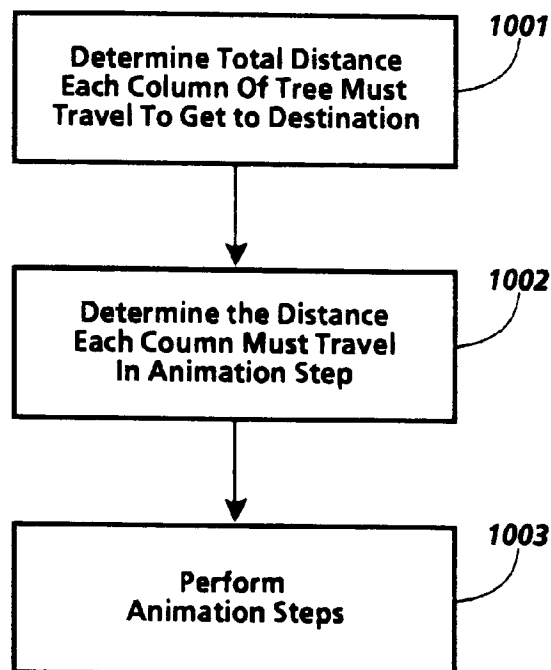 1001
Determine Total Distance
Each Column Of Tree Must
Travel To Get to Destination
1002
Determine the Distance
Each Coumn Must Travel
In Animation Step
1003
Perform
Animation Steps